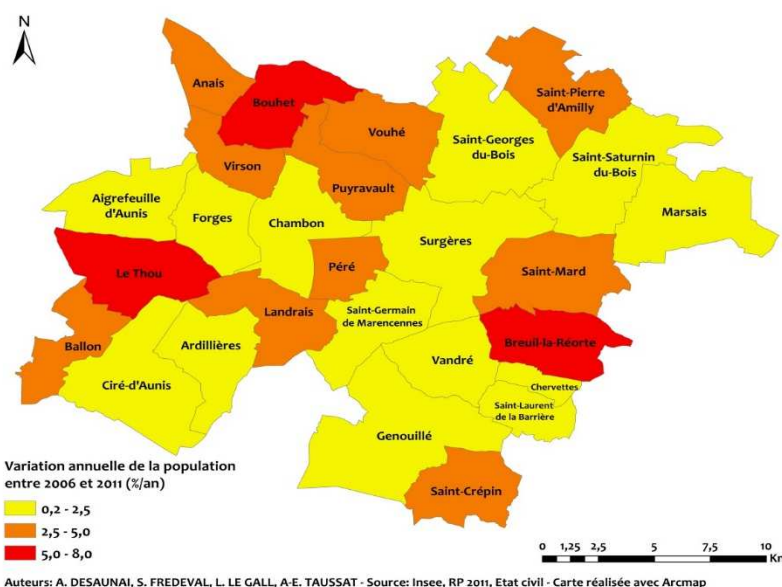 N
Anais
Bouhet
Saint-Pierre
d'Amilly
Vouhé
Saint-Georges
du-Bois
Virson
Saint-Saturnin
du-Bois
Puyravault
Aigrefeuille
d'Aunis
Marsais
Forges
Chambon
Surgères
Le Thou
Péré
Saint-Mard
Landrais
Saint-Germain
de Marencennes
Ballon
Ardillières
Breuil-la-Réorte
Vandré
Ciré-d'Aunis
Chervettes
Saint-Laurent
de la Barrière
Genouillé
Saint-Crépin
Variation annuelle de la population
entre 2006 et 2011 (%/an)
0,2 - 2,5
2,5 - 5,0
5,0 - 8,0
0 1,25 2,5 5 7,5 10
Km
Auteurs: A. DESAUNAI, S. FREDEVAL, L. LE GALL, A-E. TAUSSAT - Source: Insee, RP 2011, Etat civil - Carte réalisée avec Arcmap